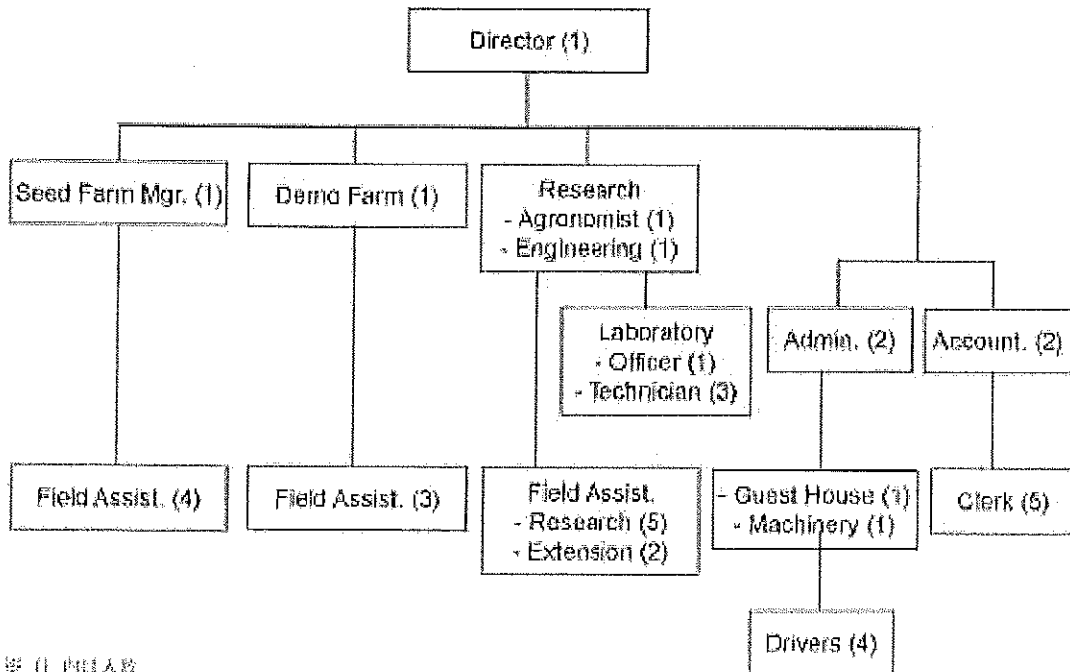 Director (1)
Seed Farm Mgr. (1)
Demo Farm (1)
Research
- Agronomist (1)
- Engineering (1)
Laboratory
- Officer (1)
- Technician (3)
Admin. (2)
Account. (2)
Field Assist. (4)
Field Assist. (3)
Field Assist.
- Research (5)
- Extension (2)
- Guest House (1)
- Machinery (1)
Clerk (5)
Drivers (4)